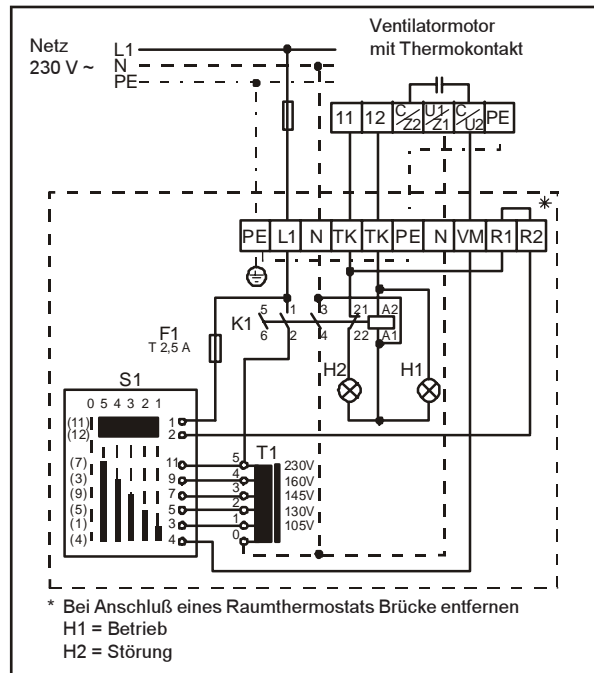 Netz
230 V ~
L1
N
PE
Ventilatormotor
mit Thermokontakt
11 12 C/Z2 U1/Z1 C/U2 PE
*
PE L1 N TK TK PE N VM R1 R2
K1 5 1 3 21 A2
6 2 4 22 A1
F1
T 2,5 A
H2 H1
S1
0 5 4 3 2 1
(11) 1
(12) 2
T1
(7) 11 5 230V
(3) 9 4 160V
(9) 7 3 145V
(5) 5 2 130V
(1) 3 1 105V
(4) 4 0
* Bei Anschluß eines Raumthermostats Brücke entfernen
H1 = Betrieb
H2 = Störung